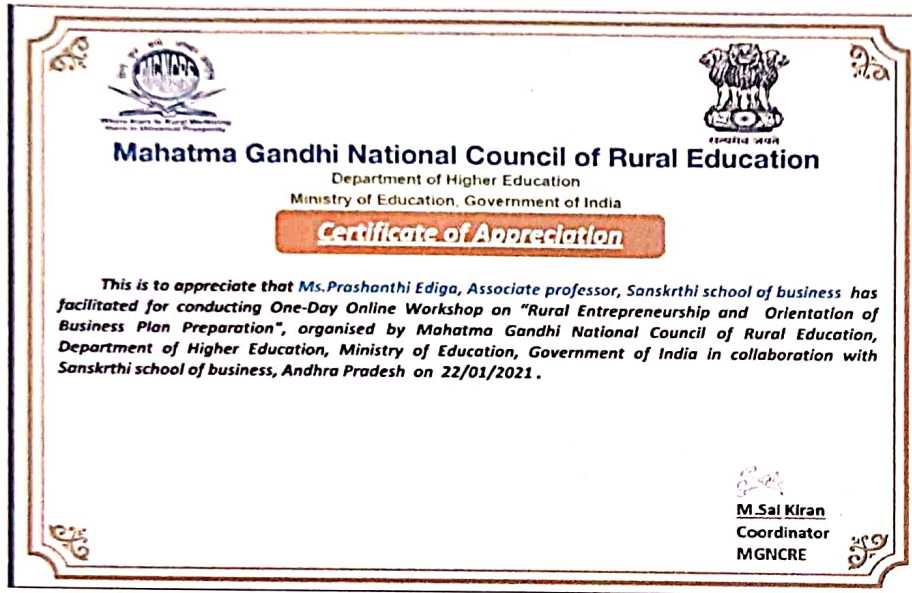 MGNCRE
सत्यमेव जयते
Mahatma Gandhi National Council of Rural Education
Department of Higher Education
Ministry of Education, Government of India
Certificate of Appreciation
This is to appreciate that Ms.Prashanthi Ediga, Associate professor, Sanskrthi school of business has
facilitated for conducting One-Day Online Workshop on “Rural Entrepreneurship and Orientation of
Business Plan Preparation", organised by Mahatma Gandhi National Council of Rural Education,
Department of Higher Education, Ministry of Education, Government of India in collaboration with
Sanskrthi school of business, Andhra Pradesh on 22/01/2021 .
M.Sai Kiran
Coordinator
MGNCRE